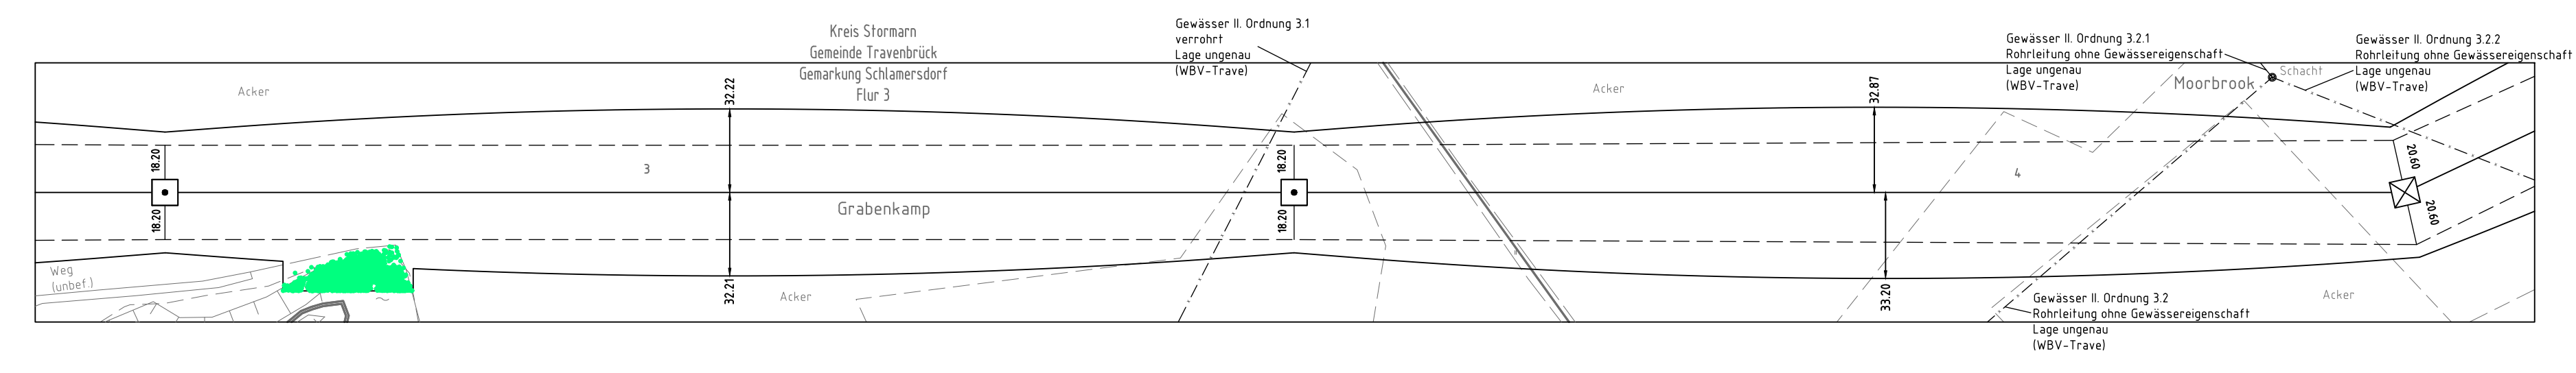 Kreis Stormarn
Gemeinde Travenbrück
Gemarkung Schlamersdorf
Flur 3
Gewässer II. Ordnung 3.1
verrohrt
Lage ungenau
(WBV-Trave)
Gewässer II. Ordnung 3.2.1
Rohrleitung ohne Gewässereigenschaft
Lage ungenau
(WBV-Trave)
Gewässer II. Ordnung 3.2.2
Rohrleitung ohne Gewässereigenschaft
Lage ungenau
(WBV-Trave)
Schacht
Moorbrook
Acker
32.22
Acker
32.87
18.20
3
18.20
4
20.60
18.20
Grabenkamp
18.20
20.60
Weg
(unbef.)
32.21
Acker
33.20
Acker
Gewässer II. Ordnung 3.2
Rohrleitung ohne Gewässereigenschaft
Lage ungenau
(WBV-Trave)